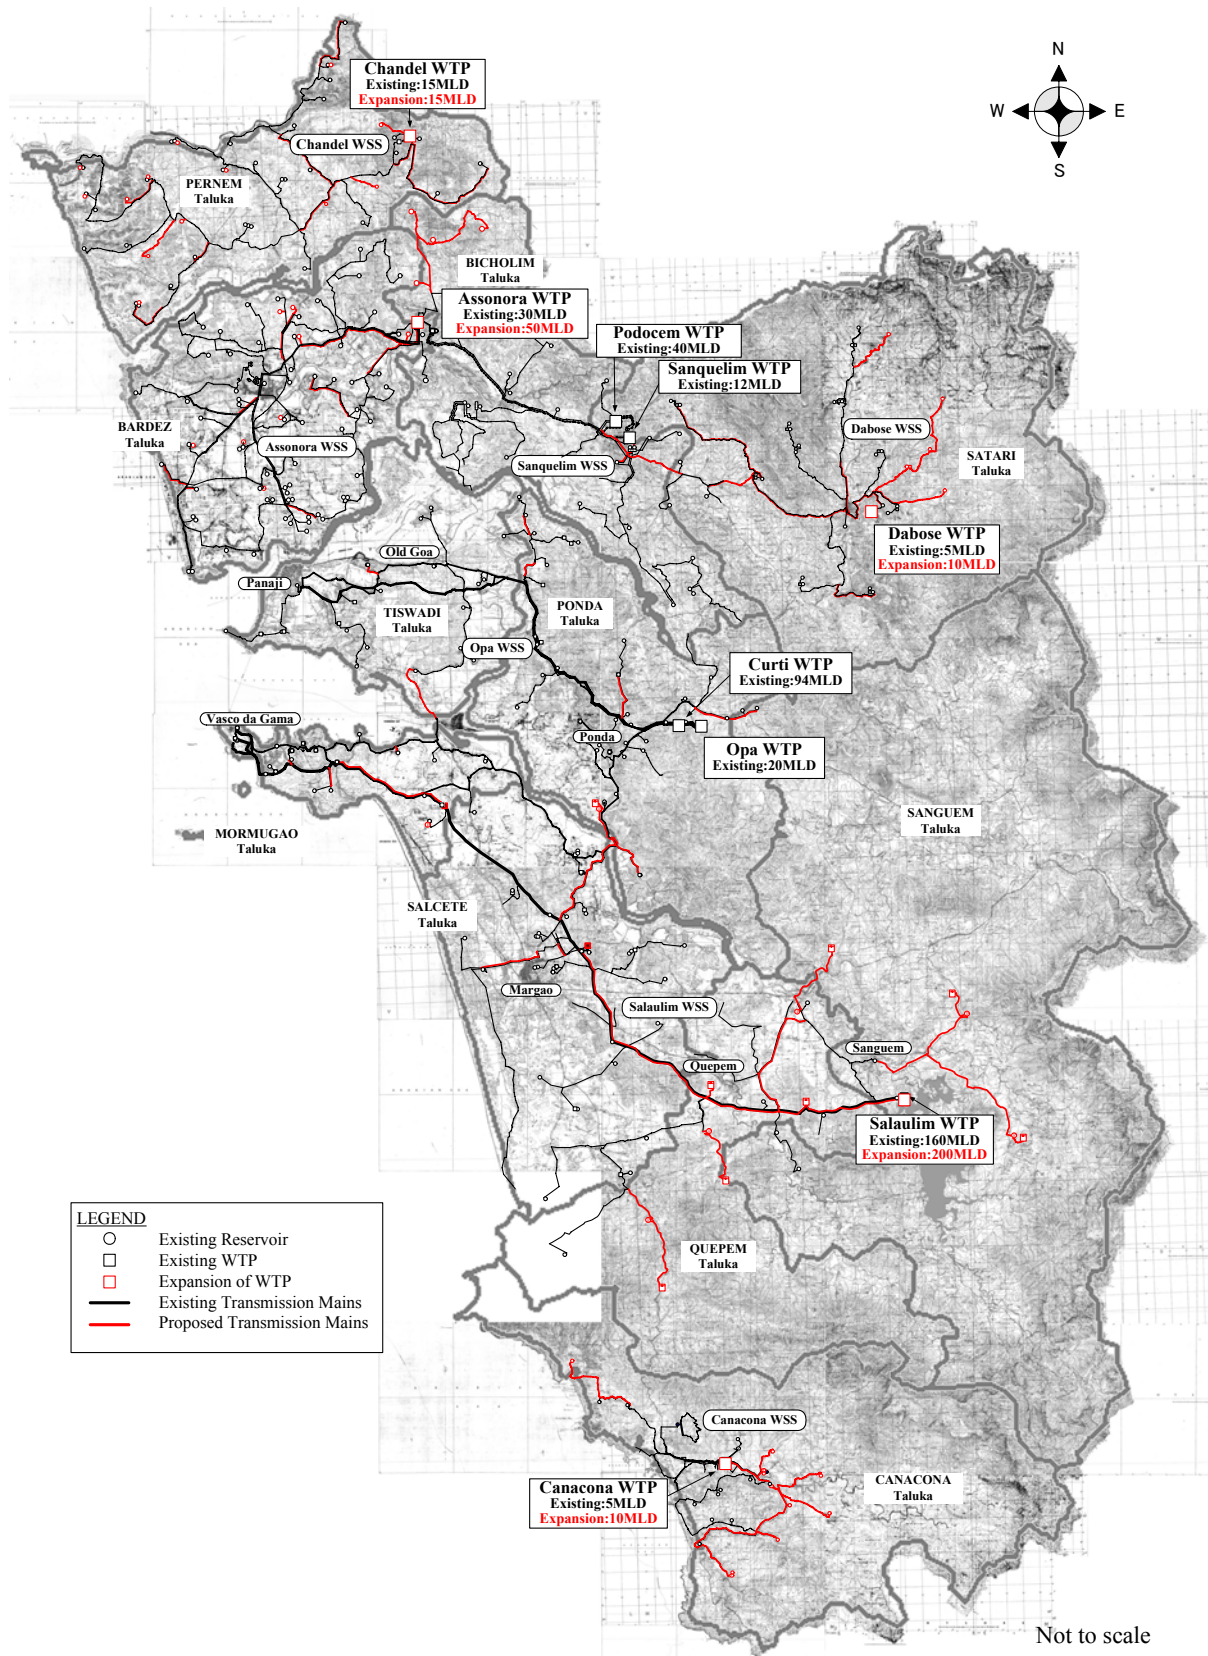 N
W
E
S
Chandel WTP
Existing:15MLD
Expansion:15MLD
Chandel WSS
PERNEM
Taluka
BICHOLIM
Taluka
Assonora WTP
Existing:30MLD
Expansion:50MLD
Podocem WTP
Existing:40MLD
Sanquelim WTP
Existing:12MLD
BARDEZ
Taluka
Assonora WSS
Sanquelim WSS
Dabose WSS
SATARI
Taluka
Dabose WTP
Existing:5MLD
Expansion:10MLD
Old Goa
Panaji
TISWADI
Taluka
PONDA
Taluka
Opa WSS
Curti WTP
Existing:94MLD
Vasco da Gama
Ponda
Opa WTP
Existing:20MLD
MORMUGAO
Taluka
SANGUEM
Taluka
SALCETE
Taluka
Margao
Salaulim WSS
Sanguem
Quepem
Salaulim WTP
Existing:160MLD
Expansion:200MLD
LEGEND
Existing Reservoir
Existing WTP
Expansion of WTP
Existing Transmission Mains
Proposed Transmission Mains
QUEPEM
Taluka
Canacona WSS
Canacona WTP
Existing:5MLD
Expansion:10MLD
CANACONA
Taluka
Not to scale